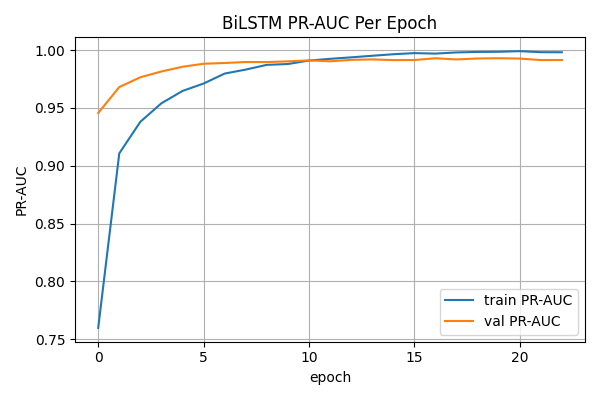 BiLSTM PR-AUC Per Epoch
1.00
0.95
0.90
0.85
0.80
0.75
PR-AUC
train PR-AUC
val PR-AUC
0 5 10 15 20
epoch